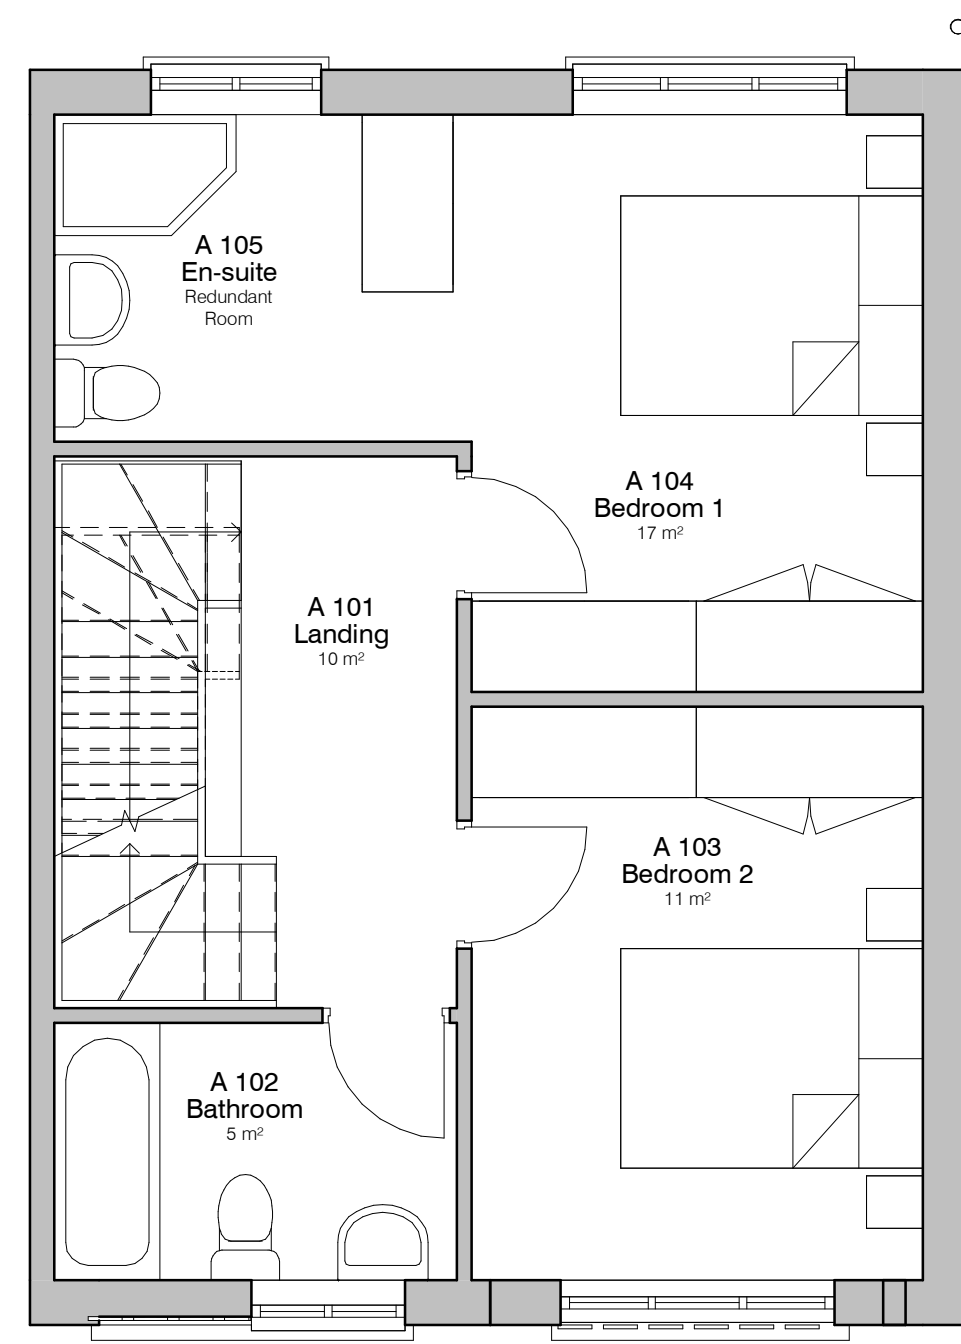 A 105
En-suite
Redundant
Room
A 104
Bedroom 1
17 m²
A 101
Landing
10 m²
A 103
Bedroom 2
11 m²
A 102
Bathroom
5 m²